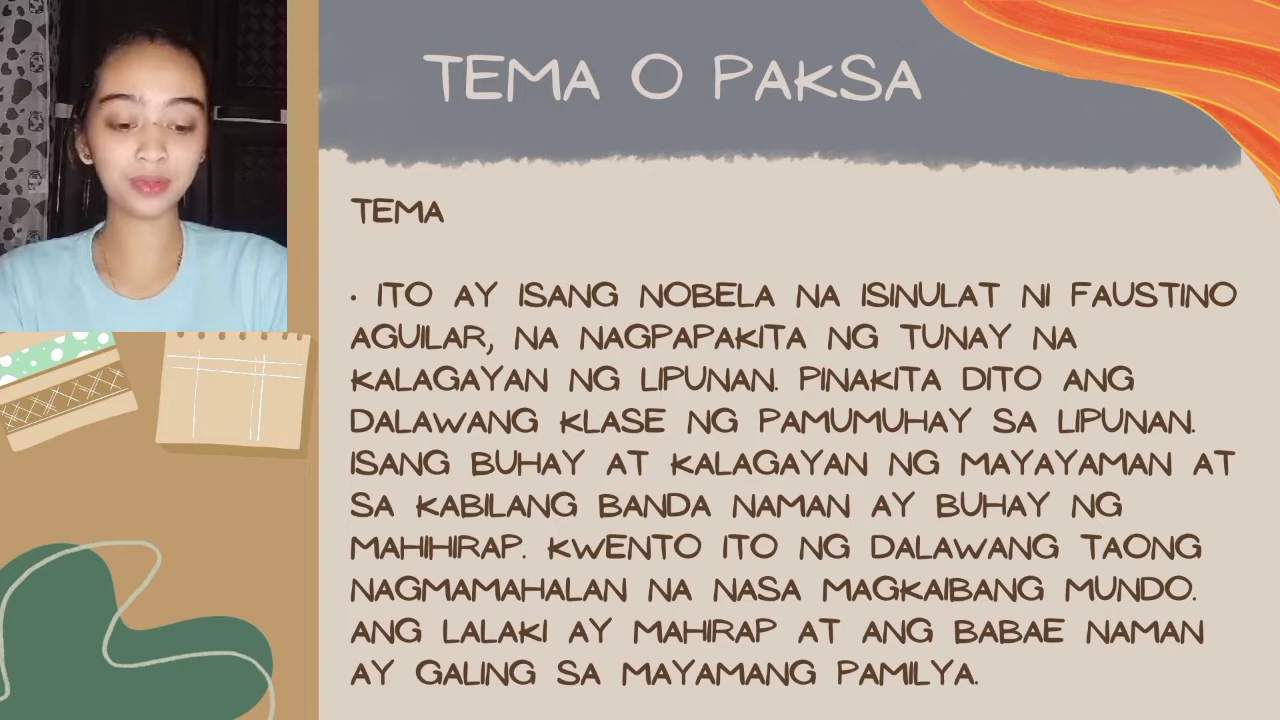 TEMA O PAKSA
TEMA
• ITO AY ISANG NOBELA NA ISINULAT NI FAUSTINO
AGUILAR, NA NAGPAPAKITA NG TUNAY NA
KALAGAYAN NG LIPUNAN. PINAKITA DITO ANG
DALAWANG KLASE NG PAMUMUHAY SA LIPUNAN.
ISANG BUHAY AT KALAGAYAN NG MAYAYAMAN AT
SA KABILANG BANDA NAMAN AY BUHAY NG
MAHIHIRAP. KWENTO ITO NG DALAWANG TAONG
NAGMAMAHALAN NA NASA MAGKAIBANG MUNDO.
ANG LALAKI AY MAHIRAP AT ANG BABAE NAMAN
AY GALING SA MAYAMANG PAMILYA.